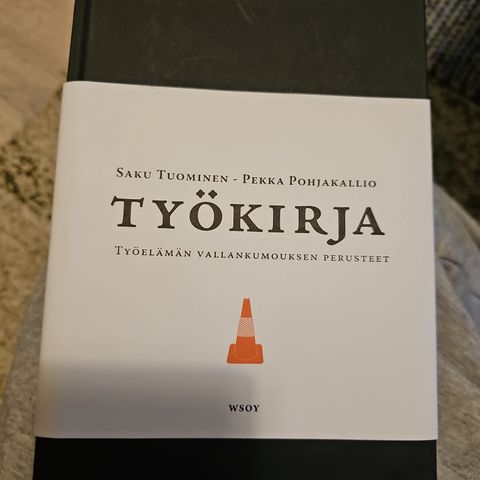 Saku Tuominen - Pekka Pohjakallio
TYÖKIRJA
Työelämän vallankumouksen perusteet
WSOY